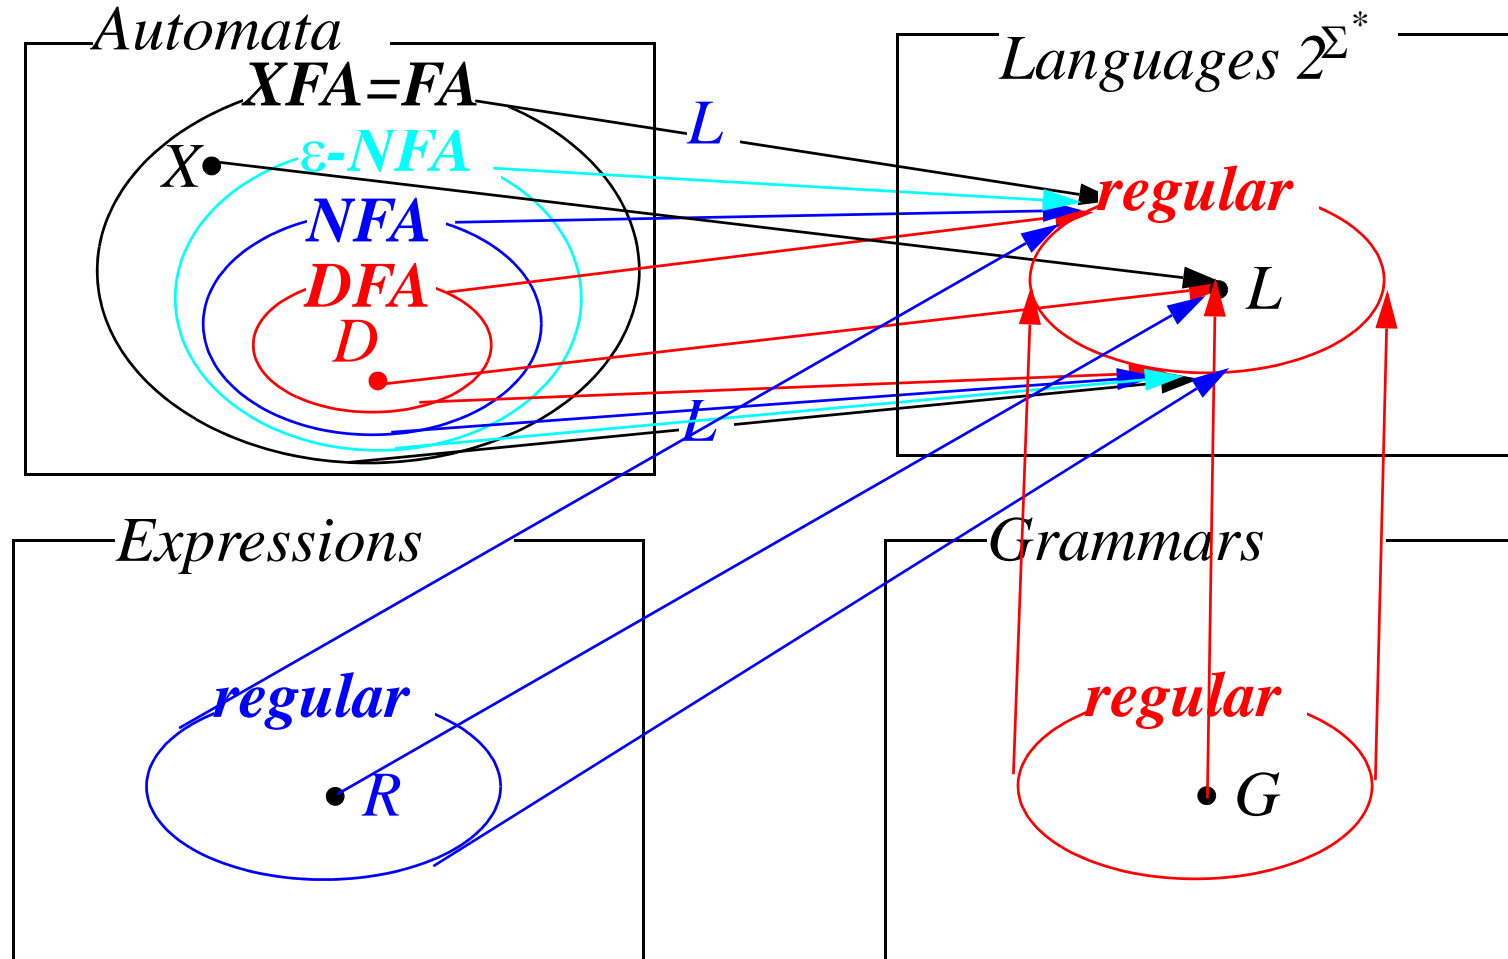 Automata
Languages 2^Σ*
XFA=FA
L
X
ε-NFA
regular
NFA
DFA
L
D
L
Expressions
Grammars
regular
regular
R
G